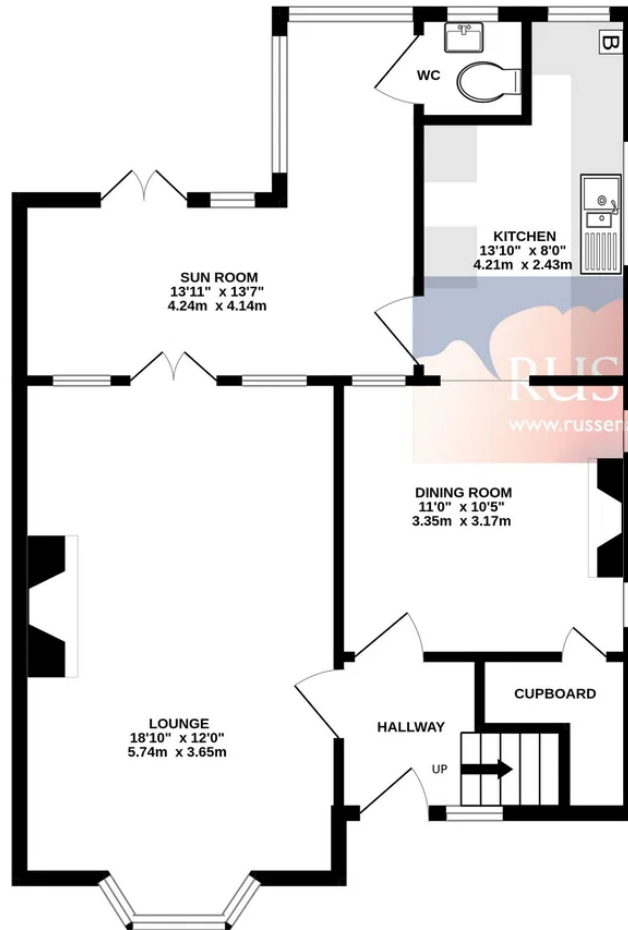 WC
B
KITCHEN
13'10" x 8'0"
4.21m x 2.43m
SUN ROOM
13'11" x 13'7"
4.24m x 4.14m
RUS
www.russen
DINING ROOM
11'0" x 10'5"
3.35m x 3.17m
CUPBOARD
HALLWAY
LOUNGE
18'10" x 12'0"
5.74m x 3.65m
UP